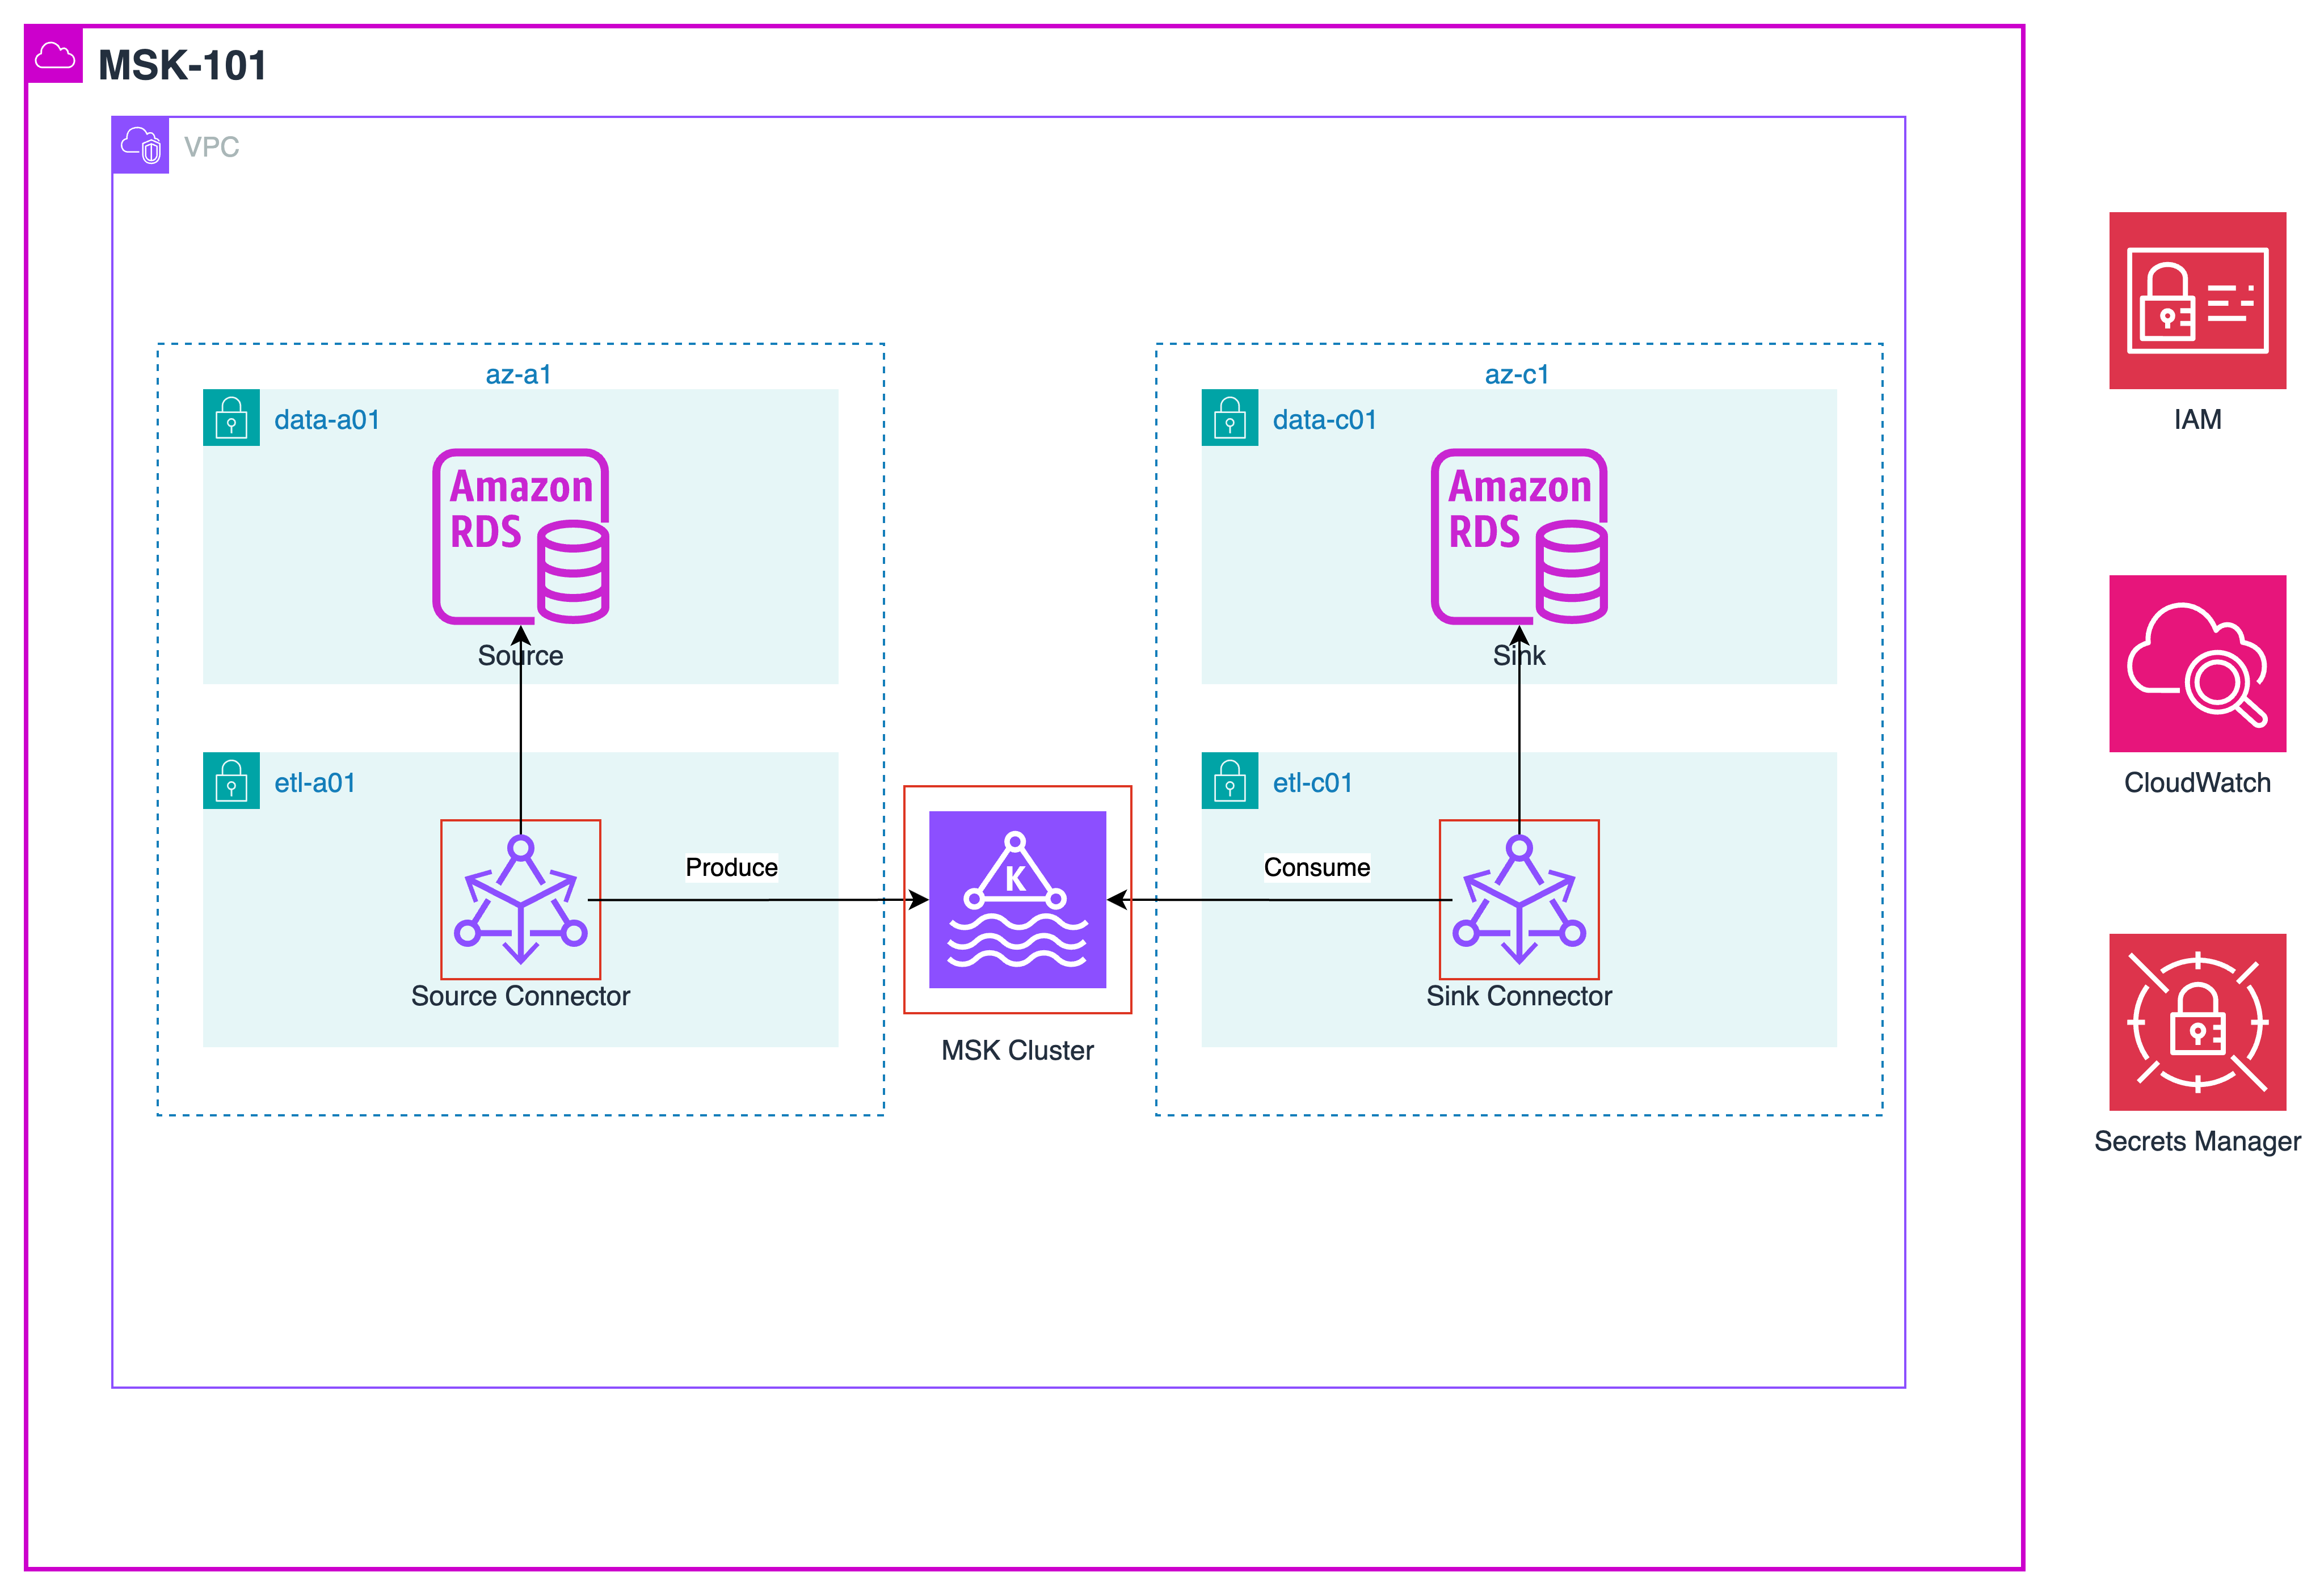 MSK-101
VPC
az-a1
az-c1
data-a01
data-c01
Amazon
RDS
Amazon
RDS
Source
Sink
etl-a01
etl-c01
Produce
Consume
K
Source Connector
Sink Connector
MSK Cluster
IAM
CloudWatch
Secrets Manager